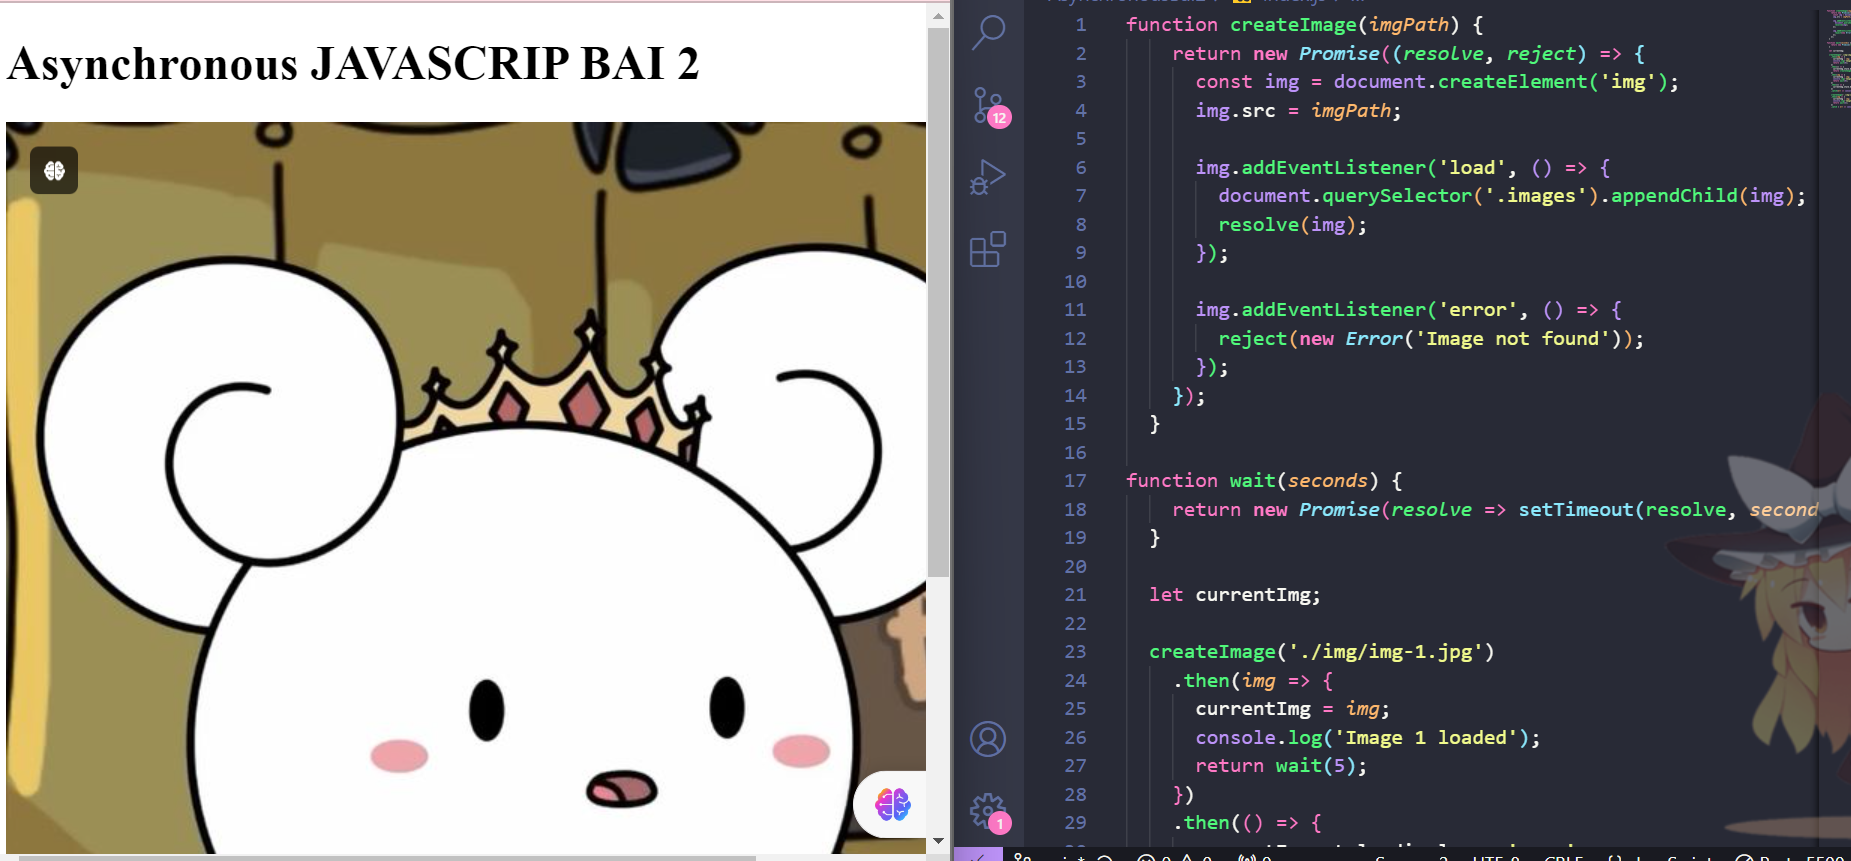 Asynchronous JAVASCRIP BAI 2
12
1
1 function createImage(imgPath) {
2 return new Promise((resolve, reject) => {
3 const img = document.createElement('img');
4 img.src = imgPath;
5
6 img.addEventListener('load', () => {
7 document.querySelector('.images').appendChild(img);
8 resolve(img);
9 });
10
11 img.addEventListener('error', () => {
12 reject(new Error('Image not found'));
13 });
14 });
15 }
16
17 function wait(seconds) {
18 return new Promise(resolve => setTimeout(resolve, second
19 }
20
21 let currentImg;
22
23 createImage('./img/img-1.jpg')
24 .then(img => {
25 currentImg = img;
26 console.log('Image 1 loaded');
27 return wait(5);
28 })
29 .then(() => {